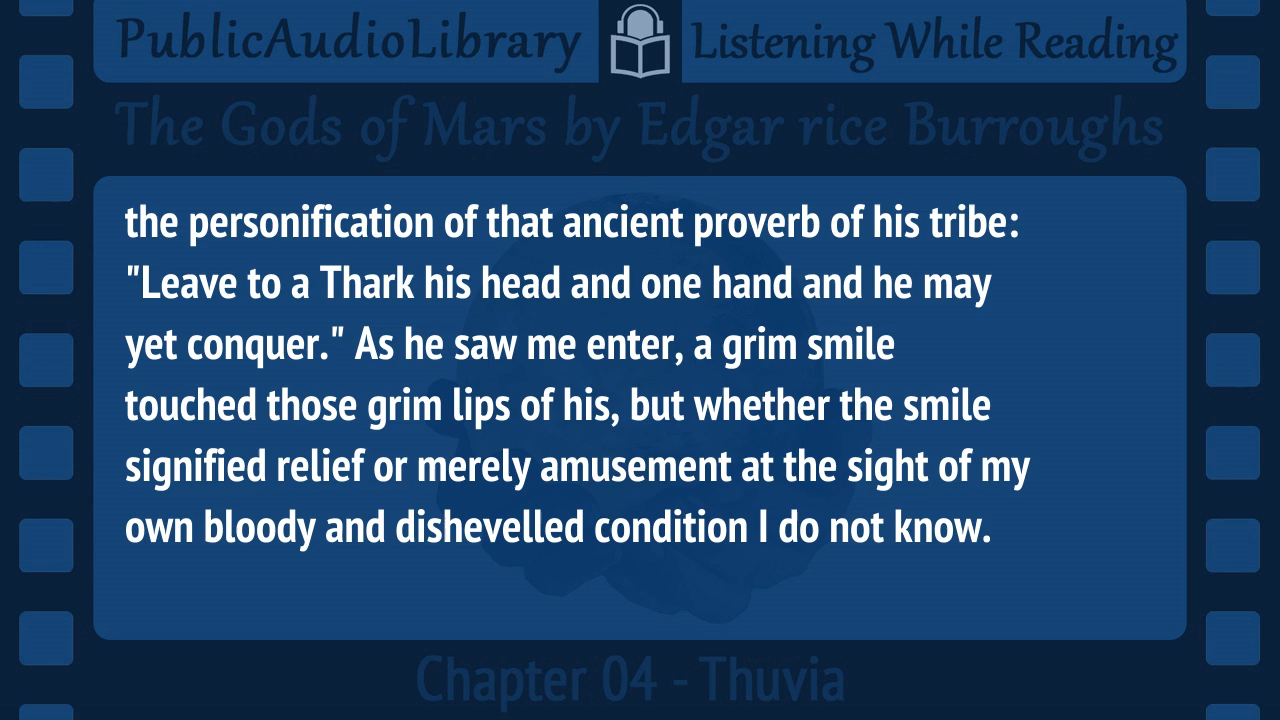 PublicAudioLibrary Listening While Reading
The Gods of Mars by Edgar rice Burroughs
the personification of that ancient proverb of his tribe:
"Leave to a Thark his head and one hand and he may
yet conquer." As he saw me enter, a grim smile
touched those grim lips of his, but whether the smile
signified relief or merely amusement at the sight of my
own bloody and dishevelled condition I do not know.
Chapter 04 - Thuvia